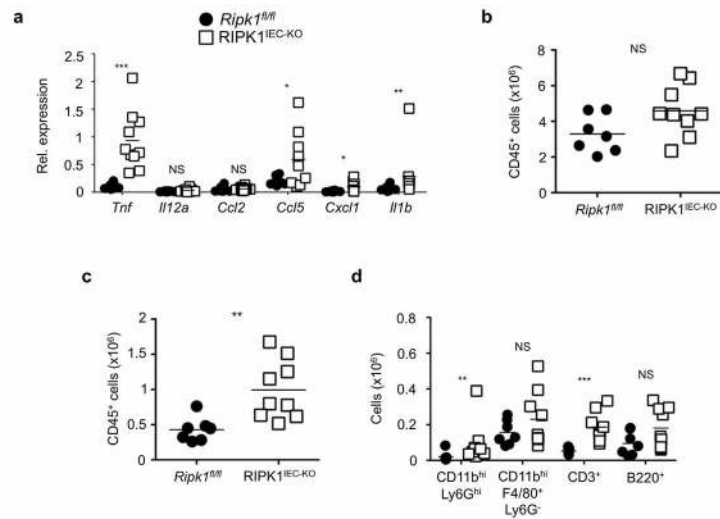 a
Ripk1fl/fl
RIPK1IEC-KO
Rel. expression
2.5
2
1.5
1
0.5
0
***
NS
NS
*
*
**
Tnf Il12a Ccl2 Ccl5 Cxcl1 Il1b
b
NS
CD45+ cells (x10⁶)
8
6
4
2
0
Ripk1fl/fl RIPK1IEC-KO
c
**
CD45+ cells (x10⁶)
2
1.5
1
0.5
0
Ripk1fl/fl RIPK1IEC-KO
d
Cells (x10⁶)
0.6
0.4
0.2
0
**
NS
***
NS
CD11bhi CD11bhi CD3+ B220+
Ly6Ghi F4/80+
Ly6G-